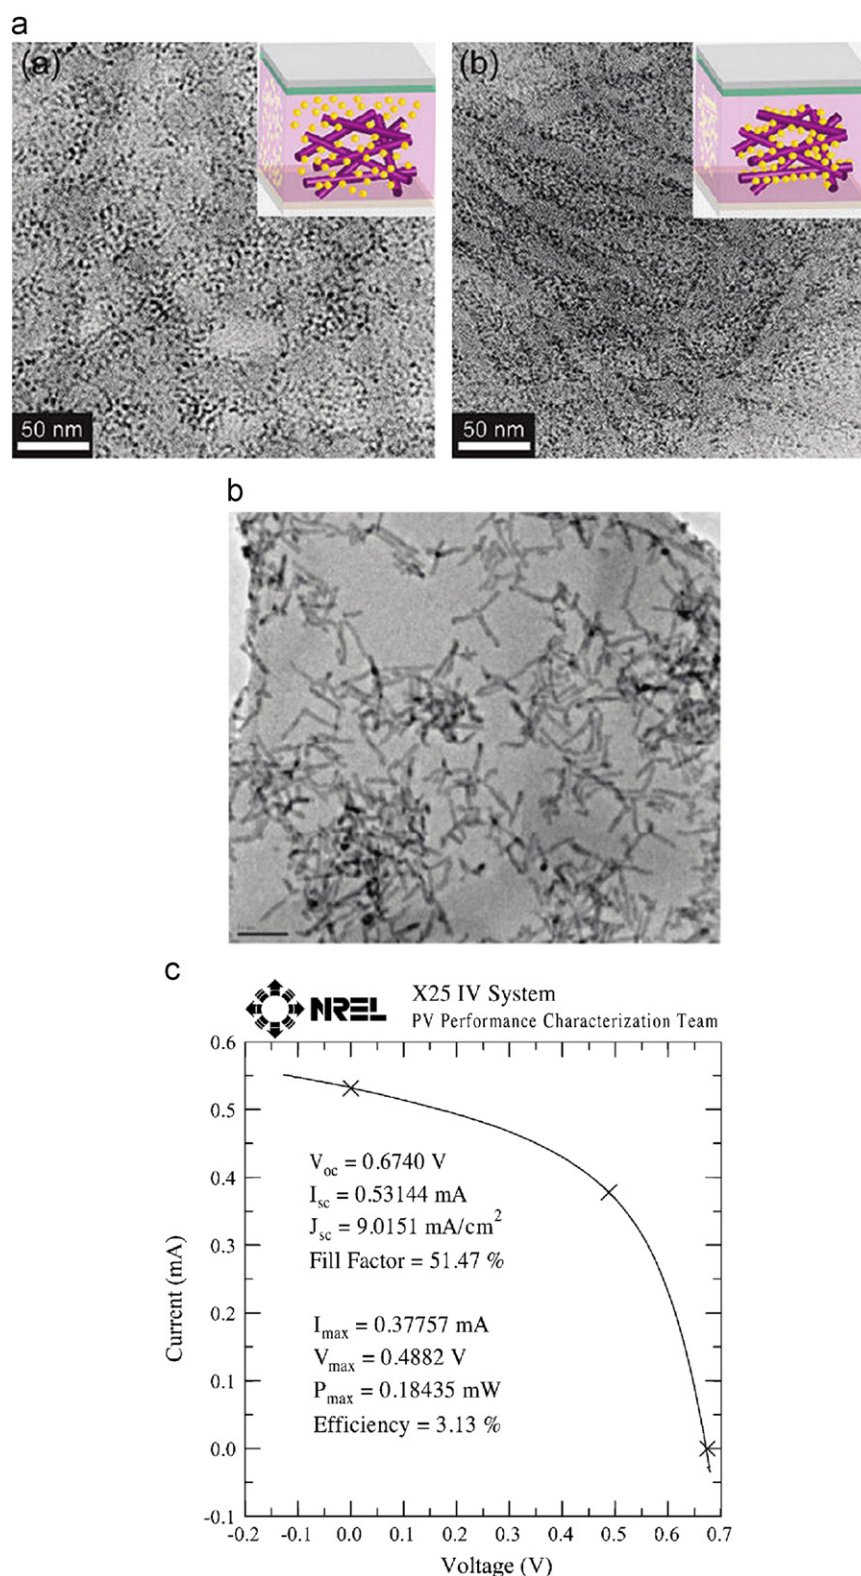 a
(a)
(b)
50 nm
50 nm
b
c
NREL
X25 IV System
PV Performance Characterization Team
0.6
0.5
0.4
0.3
0.2
0.1
0.0
-0.1
Current (mA)
V_oc = 0.6740 V
I_sc = 0.53144 mA
J_sc = 9.0151 mA/cm²
Fill Factor = 51.47 %
I_max = 0.37757 mA
V_max = 0.4882 V
P_max = 0.18435 mW
Efficiency = 3.13 %
-0.2 -0.1 0.0 0.1 0.2 0.3 0.4 0.5 0.6 0.7 0.8
Voltage (V)